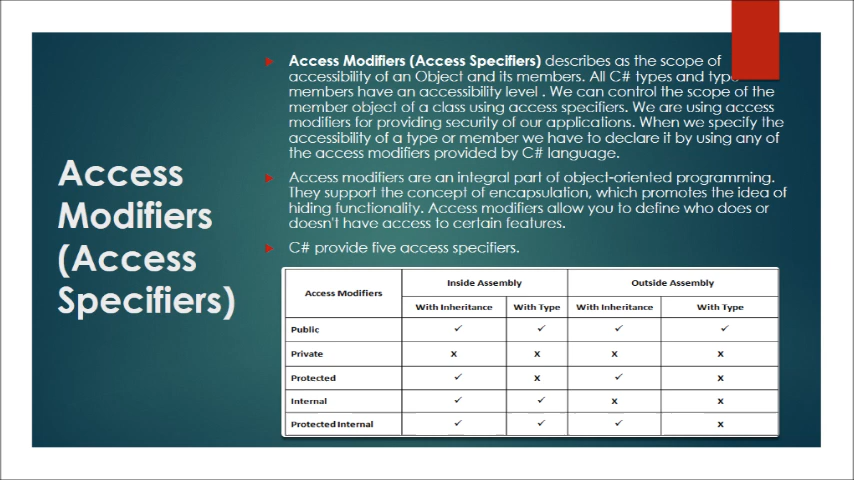 Access
Modifiers
(Access
Specifiers)
Access Modifiers (Access Specifiers) describes as the scope of
accessibility of an Object and its members. All C# types and type
members have an accessibility level . We can control the scope of the
member object of a class using access specifiers. We are using access
modifiers for providing security of our applications. When we specify the
accessibility of a type or member we have to declare it by using any of
the access modifiers provided by C# language.
Access modifiers are an integral part of object-oriented programming.
They support the concept of encapsulation, which promotes the idea of
hiding functionality. Access modifiers allow you to define who does or
doesn't have access to certain features.
C# provide five access specifiers.
Access Modifiers Inside Assembly Outside Assembly
With Inheritance With Type With Inheritance With Type
Public ✓ ✓ ✓ ✓
Private x x x x
Protected ✓ x ✓ x
Internal ✓ ✓ x x
Protected Internal ✓ ✓ ✓ x